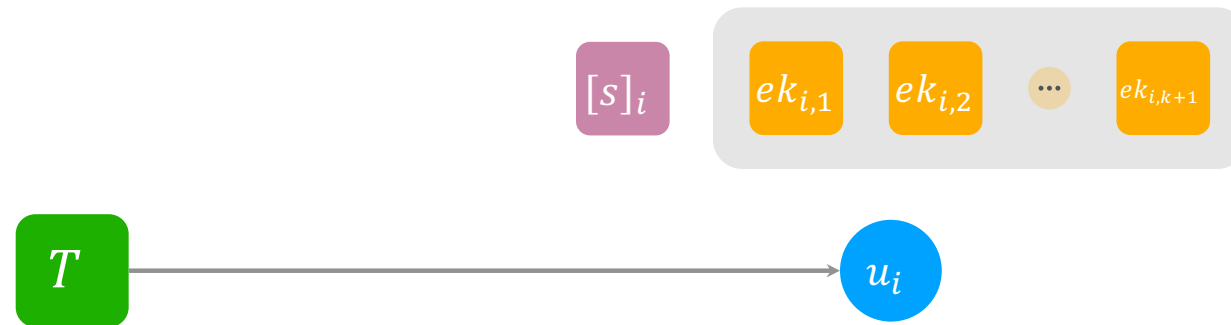 [s]_i ek_{i,1} ek_{i,2} ... ek_{i,k+1}
T u_i